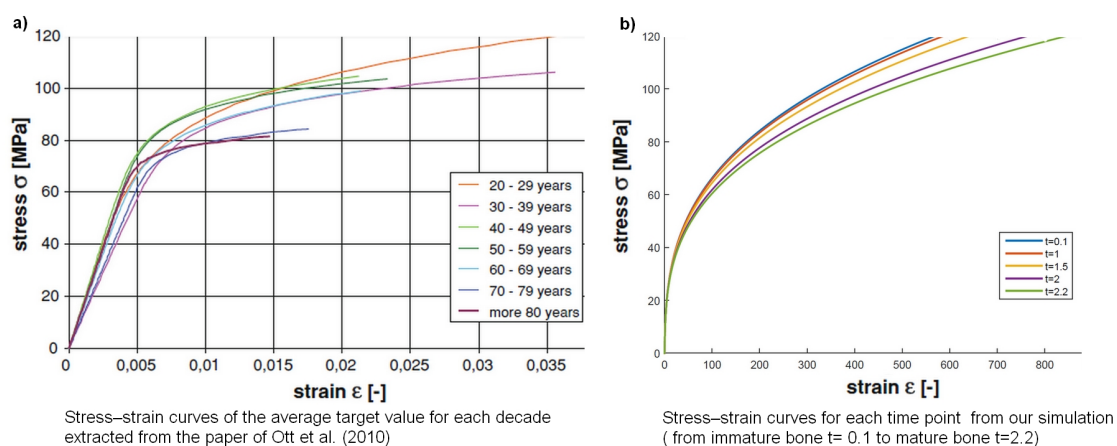 a)
120
100
80
60
40
20
0
stress σ [MPa]
20 - 29 years
30 - 39 years
40 - 49 years
50 - 59 years
60 - 69 years
70 - 79 years
more 80 years
0 0,005 0,01 0,015 0,02 0,025 0,03 0,035
strain ε [-]
Stress–strain curves of the average target value for each decade
extracted from the paper of Ott et al. (2010)
b)
120
100
80
60
40
20
0
stress σ [MPa]
t=0.1
t=1
t=1.5
t=2
t=2.2
0 100 200 300 400 500 600 700 800
strain ε [-]
Stress–strain curves for each time point from our simulation
( from immature bone t= 0.1 to mature bone t=2.2)